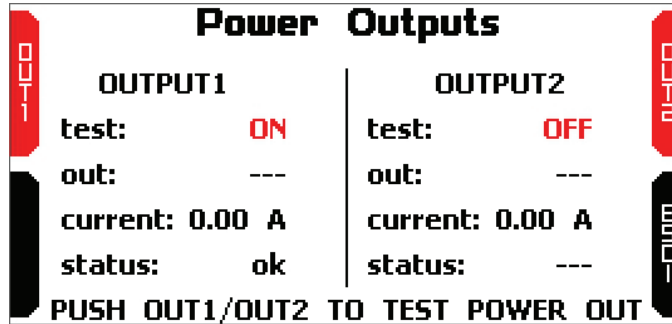 Power Outputs
OUT1
OUT2
OUTPUT1 OUTPUT2
test: ON test: OFF
out: --- out: ---
current: 0.00 A current: 0.00 A
status: ok status: ---
PUSH OUT1/OUT2 TO TEST POWER OUT